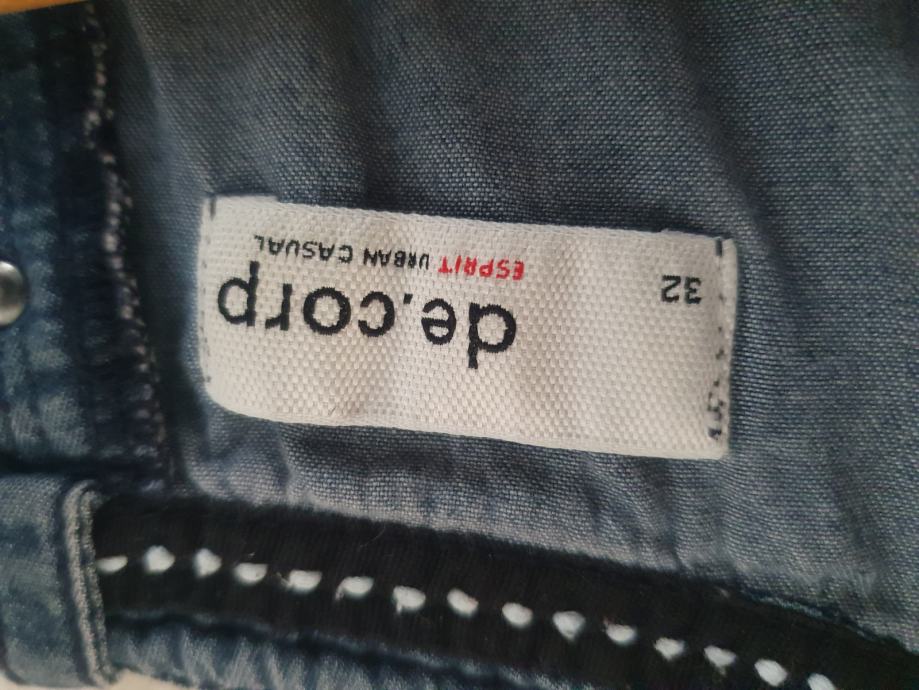 de.corp
ESPRIT URBAN CASUAL
32